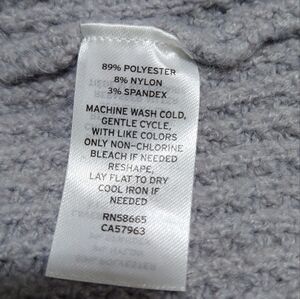 89% POLYESTER
8% NYLON
3% SPANDEX
MACHINE WASH COLD,
GENTLE CYCLE,
WITH LIKE COLORS
ONLY NON-CHLORINE
BLEACH IF NEEDED
RESHAPE,
LAY FLAT TO DRY
COOL IRON IF
NEEDED
RN58665
CA57963